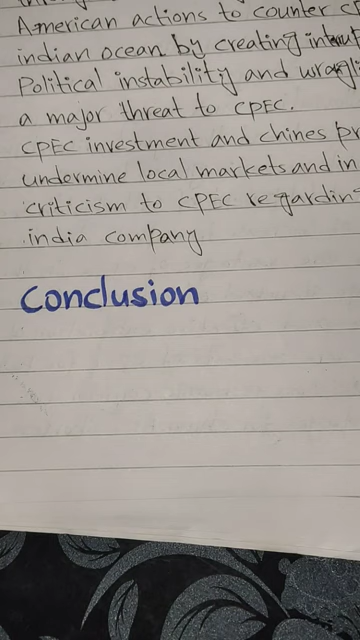 American actions to counter
indian ocean by creating
Political instability and
a major threat to CPEC.
CPEC investment and chines
undermine local markets and in
criticism to CPEC
india company
Conclusion